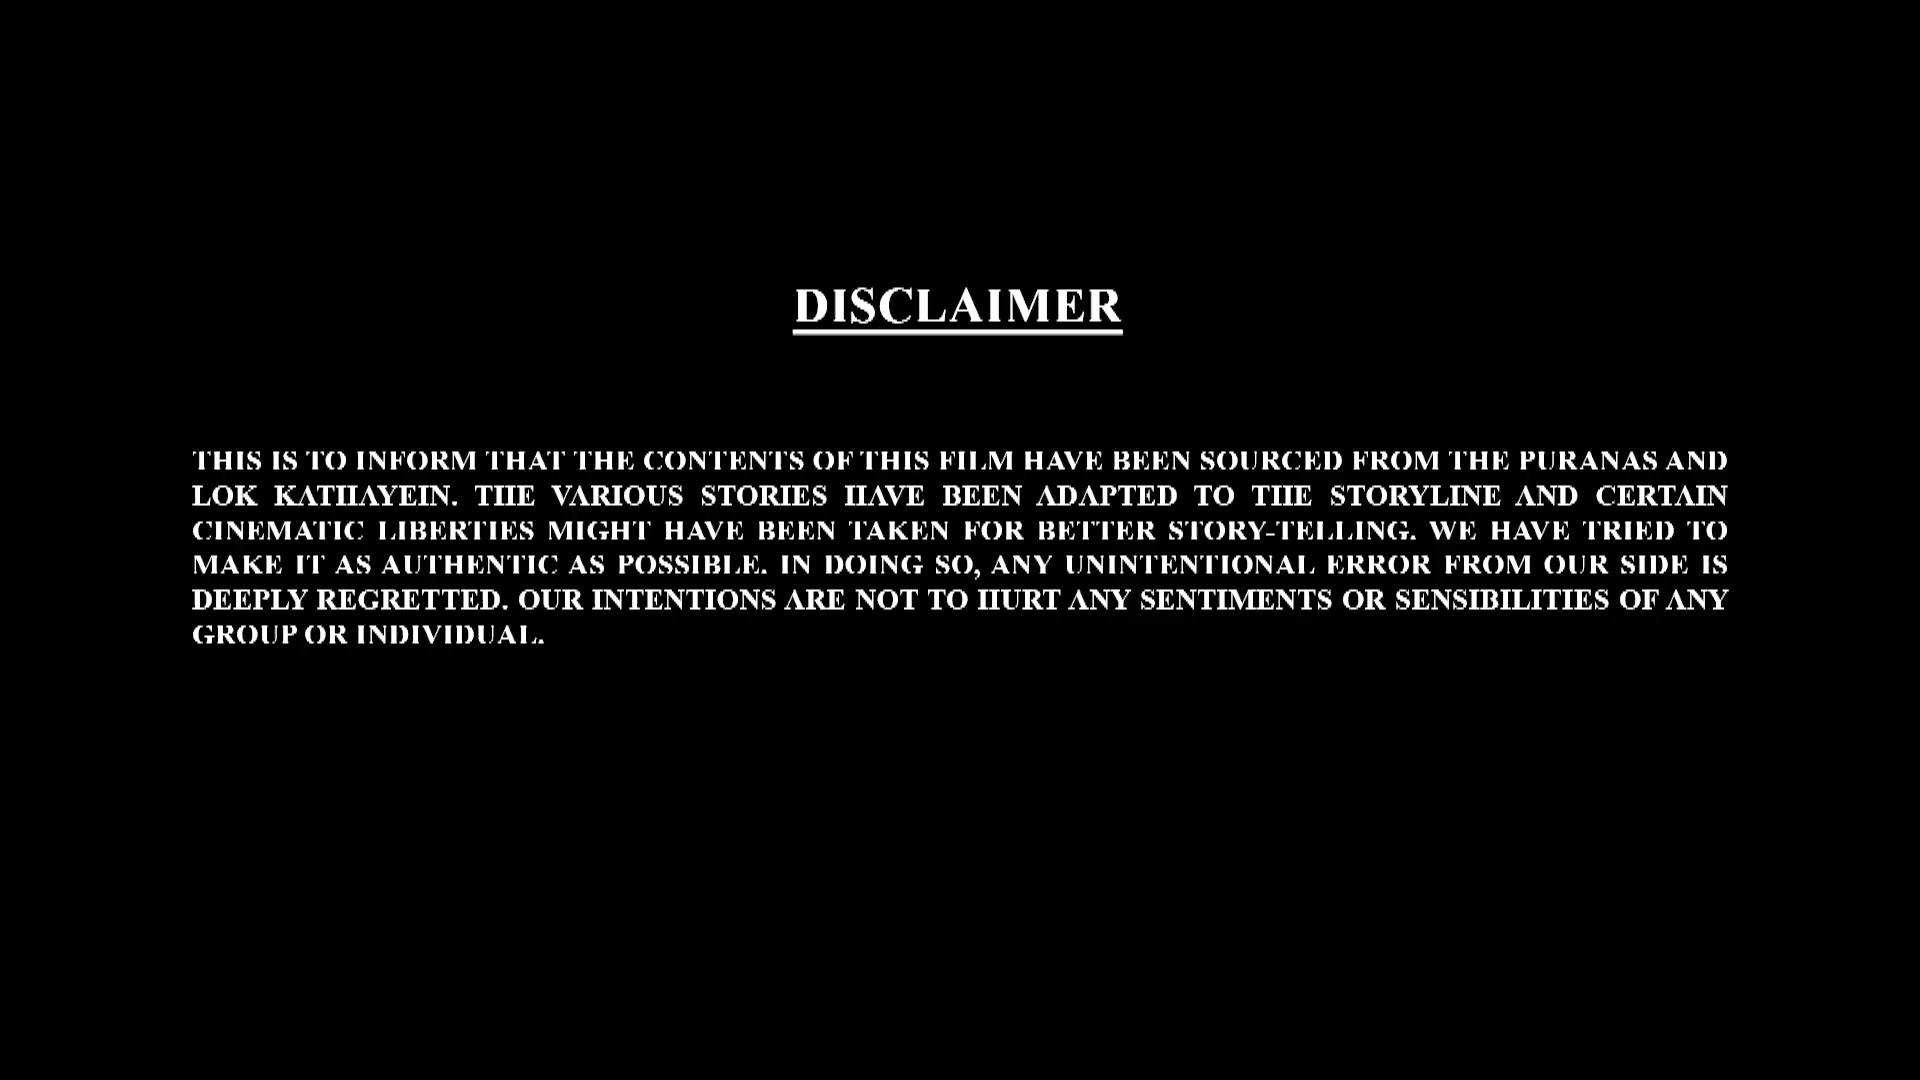 DISCLAIMER
THIS IS TO INFORM THAT THE CONTENTS OF THIS FILM HAVE BEEN SOURCED FROM THE PURANAS AND
LOK KATHAYEIN. THE VARIOUS STORIES HAVE BEEN ADAPTED TO THE STORYLINE AND CERTAIN
CINEMATIC LIBERTIES MIGHT HAVE BEEN TAKEN FOR BETTER STORY-TELLING. WE HAVE TRIED TO
MAKE IT AS AUTHENTIC AS POSSIBLE. IN DOING SO, ANY UNINTENTIONAL ERROR FROM OUR SIDE IS
DEEPLY REGRETTED. OUR INTENTIONS ARE NOT TO HURT ANY SENTIMENTS OR SENSIBILITIES OF ANY
GROUP OR INDIVIDUAL.